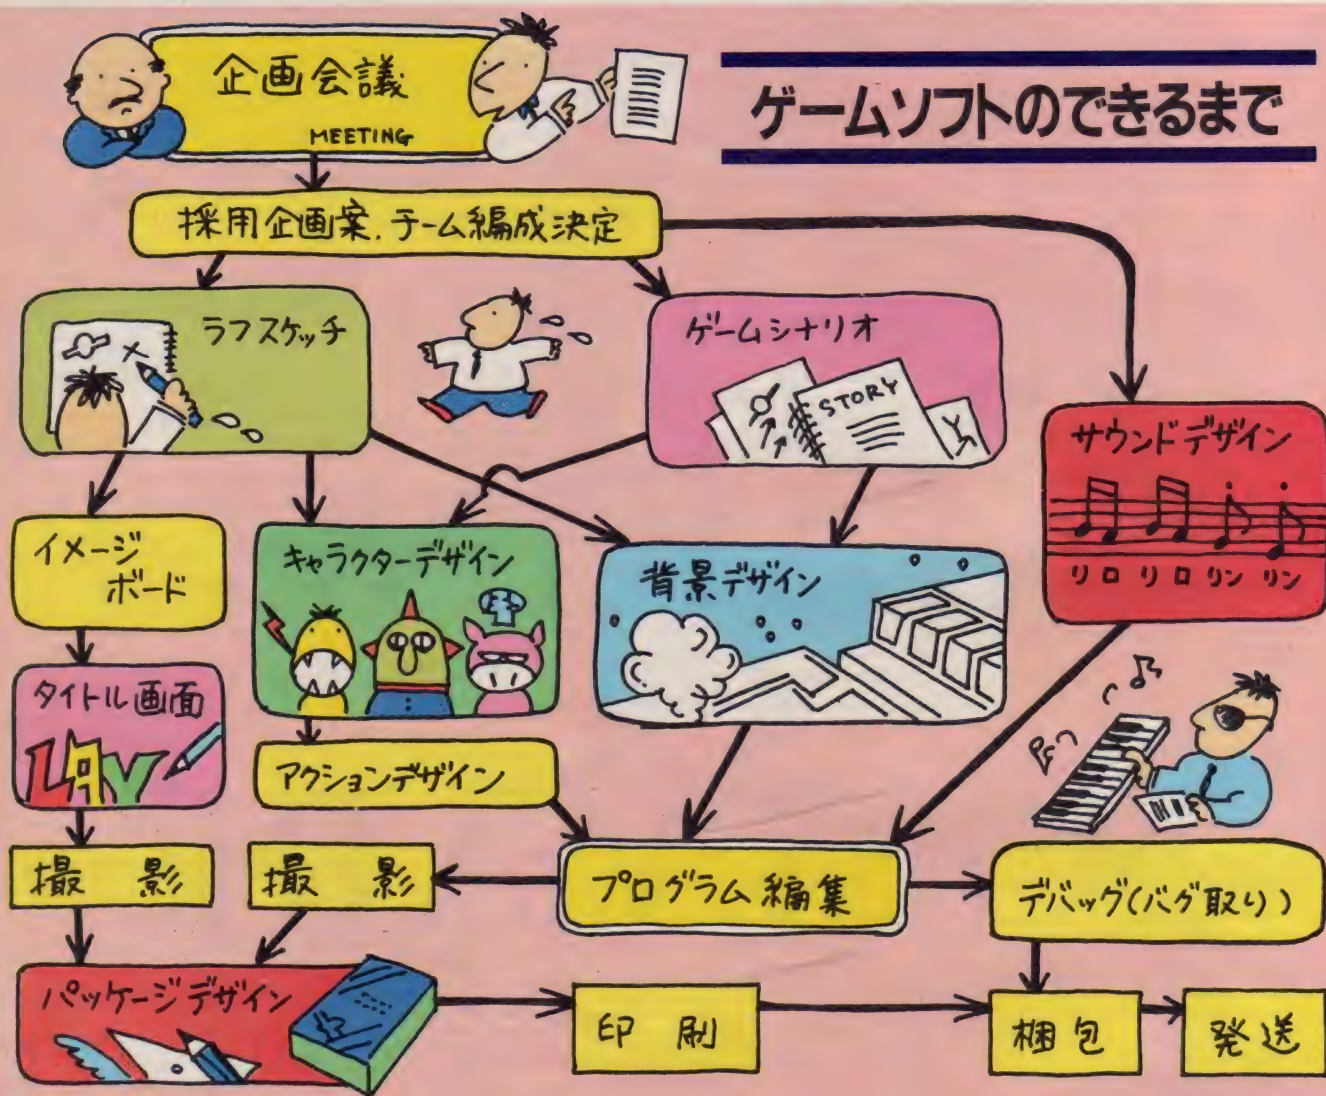 企画会議
MEETING
ゲームソフトのできるまで
採用企画案.チーム編成決定
ラフスケッチ
ゲームシナリオ
STORY
サウンドデザイン
リロ リロ リン リン
イメージ
ボード
キャラクターデザイン
背景デザイン
タイトル画面
LAY
アクションデザイン
撮影
撮影
プログラム編集
デバッグ(バグ取り)
パッケージデザイン
印刷
梱包
発送